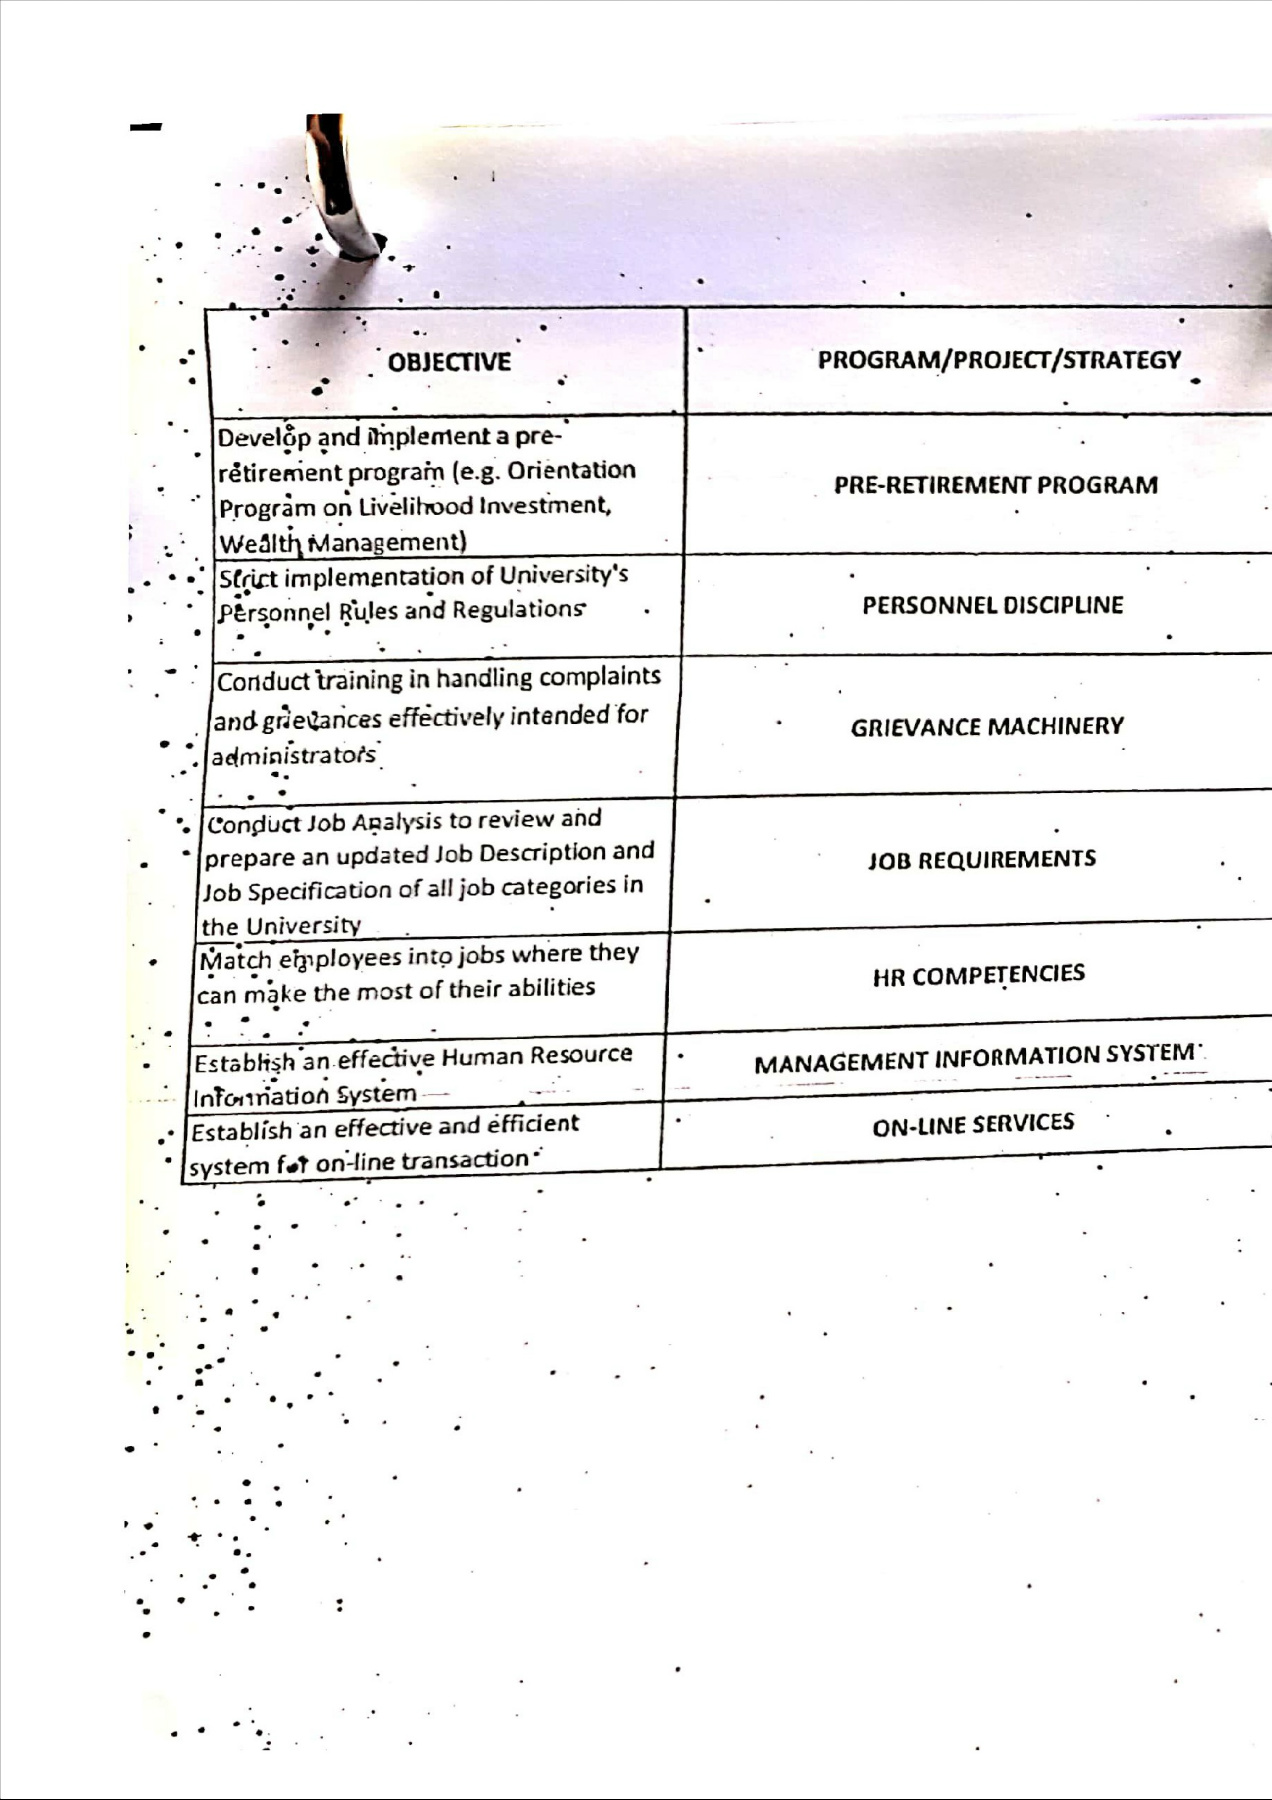 OBJECTIVE
PROGRAM/PROJECT/STRATEGY
Develop and implement a pre-
retirement program (e.g. Orientation
Program on Livelihood Investment,
Wealth Management)
PRE-RETIREMENT PROGRAM
Strict implementation of University's
Personnel Rules and Regulations
PERSONNEL DISCIPLINE
Conduct training in handling complaints
and grievances effectively intended for
administrators
GRIEVANCE MACHINERY
Conduct Job Analysis to review and
prepare an updated Job Description and
Job Specification of all job categories in
the University
JOB REQUIREMENTS
Match employees into jobs where they
can make the most of their abilities
HR COMPETENCIES
Establish an effective Human Resource
Information System
MANAGEMENT INFORMATION SYSTEM
Establish an effective and efficient
system for on-line transaction
ON-LINE SERVICES